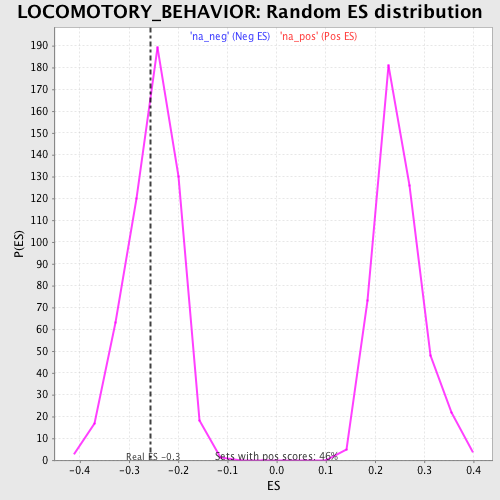 LOCOMOTORY_BEHAVIOR: Random ES distribution
'na_neg' (Neg ES) 'na_pos' (Pos ES)
190
180
170
160
150
140
130
120
110
100
90
80
70
60
50
40
30
20
10
0
P(ES)
Real ES -0.3
Sets with pos scores: 46%
-0.4 -0.3 -0.2 -0.1 0.0 0.1 0.2 0.3 0.4
ES